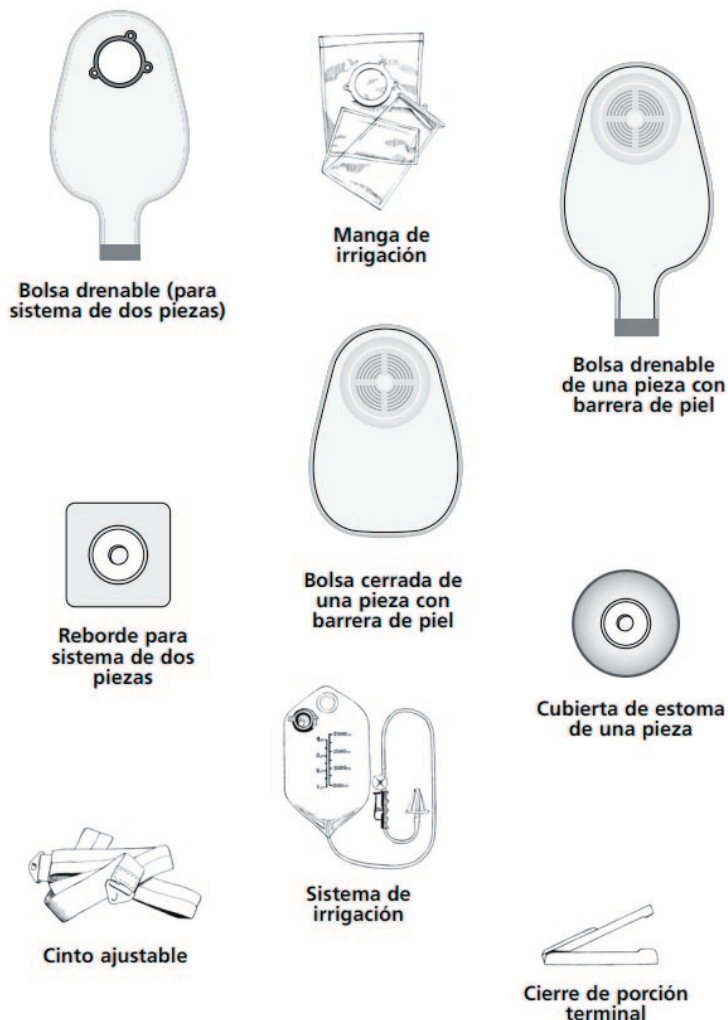 Bolsa drenable (para
sistema de dos piezas)
Manga de
irrigación
Bolsa drenable
de una pieza con
barrera de piel
Bolsa cerrada de
una pieza con
barrera de piel
Reborde para
sistema de dos
piezas
Cubierta de estoma
de una pieza
Sistema de
irrigación
Cinto ajustable
Cierre de porción
terminal